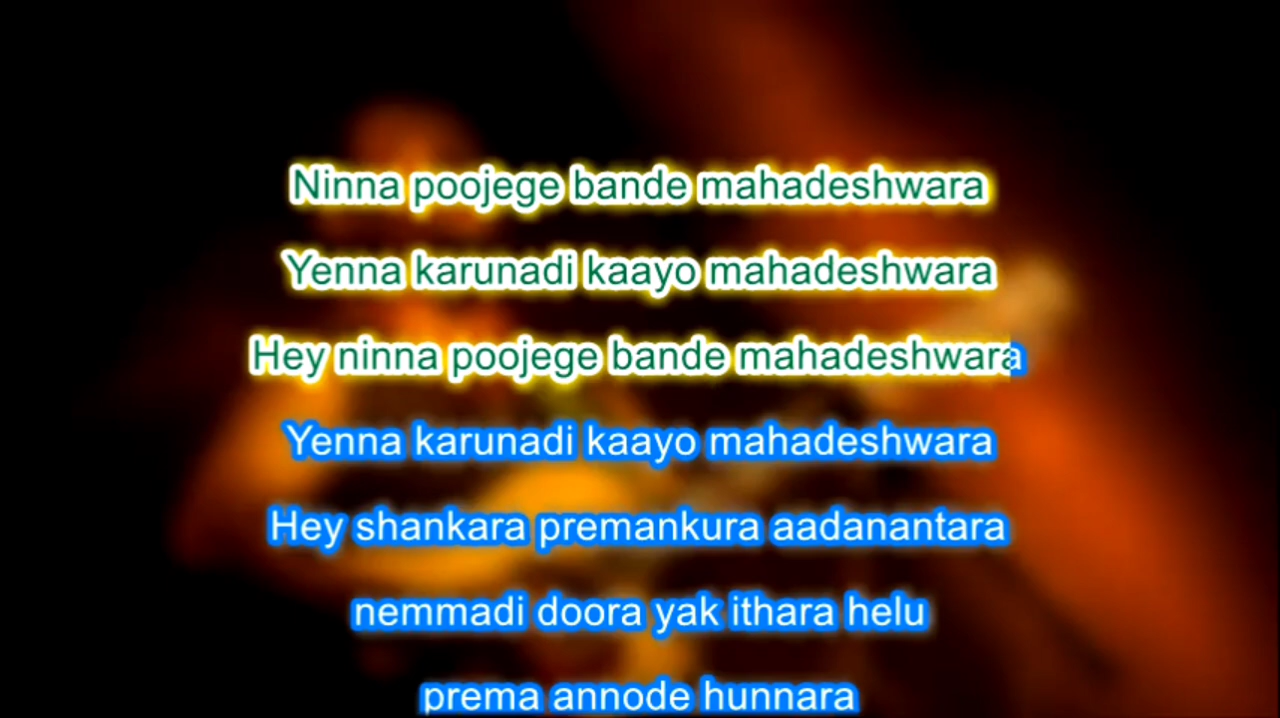 Ninna poojege bande mahadeshwara
Yenna karunadi kaayo mahadeshwara
Hey ninna poojege bande mahadeshwara
Yenna karunadi kaayo mahadeshwara
Hey shankara premankura aadanantara
nemmadi doora yak ithara helu
prema annode hunnara